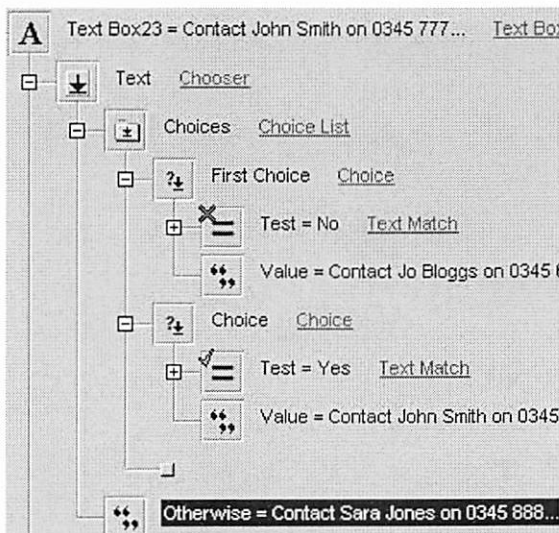 A Text Box23 = Contact John Smith on 0345 777... Text Box
Text Chooser
Choices Choice List
First Choice Choice
Test = No Text Match
Value = Contact Jo Bloggs on 0345
Choice Choice
Test = Yes Text Match
Value = Contact John Smith on 0345
Otherwise = Contact Sara Jones on 0345 888...